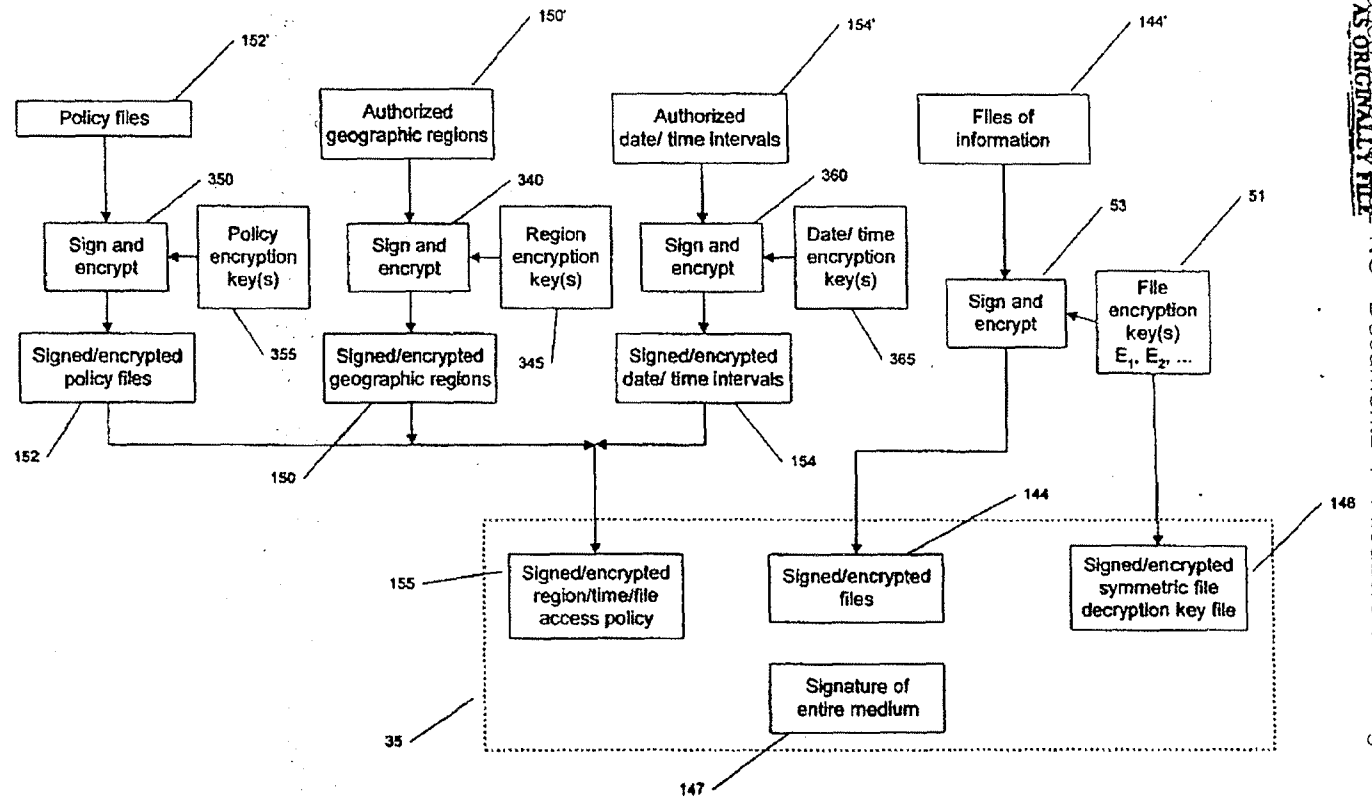 152'
150'
154'
144'
Policy files
Authorized
geographic regions
Authorized
date/ time intervals
Files of
information
350
340
360
53
51
Sign and
encrypt
Policy
encryption
key(s)
Sign and
encrypt
Region
encryption
key(s)
Sign and
encrypt
Date/ time
encryption
key(s)
Sign and
encrypt
File
encryption
key(s)
E1, E2, ...
Signed/encrypted
policy files
355
Signed/encrypted
geographic regions
345
Signed/encrypted
date/ time intervals
365
152
150
154
144
148
155
Signed/encrypted
region/time/file
access policy
Signed/encrypted
files
Signed/encrypted
symmetric file
decryption key file
Signature of
entire medium
35
147
AS ORIGINALLY FILE